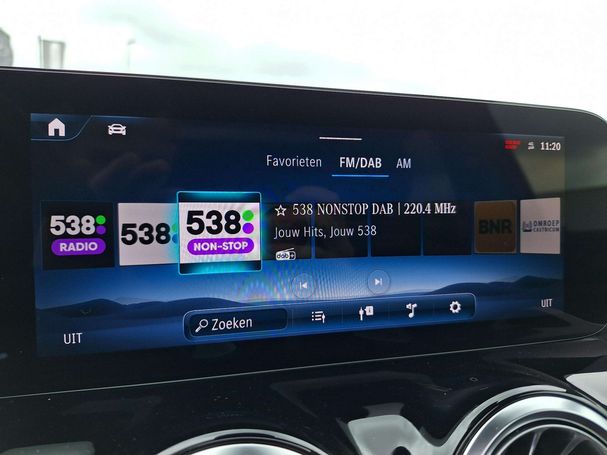 11:20
Favorieten FM/DAB AM
538 RADIO
538
538 NON-STOP
538 NONSTOP DAB | 220.4 MHz
Jouw Hits, Jouw 538
dab+
BNR
OMROEP CASTRICUM
UIT
Zoeken
UIT